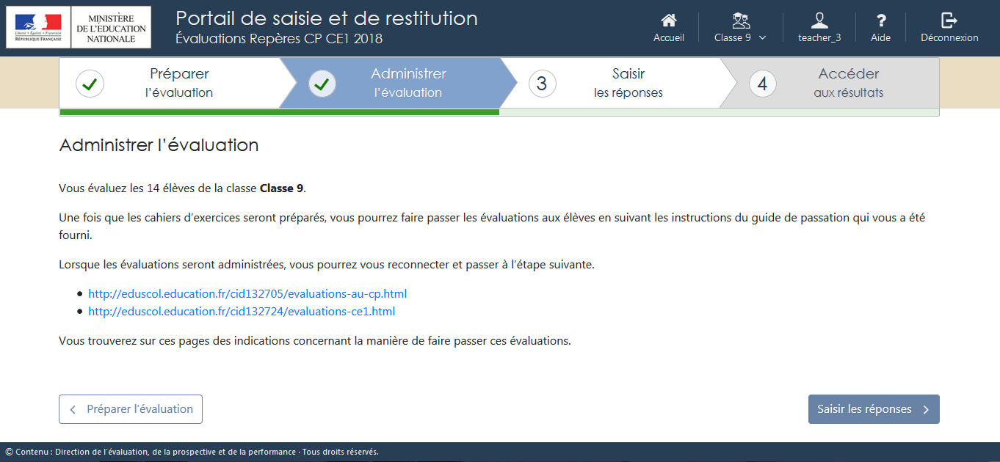 Liberté • Égalité • Fraternité
RÉPUBLIQUE FRANÇAISE
MINISTÈRE
DE L'ÉDUCATION
NATIONALE
Portail de saisie et de restitution
Évaluations Repères CP CE1 2018
Accueil
Classe 9
teacher_3
? Aide
Déconnexion
Préparer
l’évaluation
Administrer
l’évaluation
3
Saisir
les réponses
4
Accéder
aux résultats
Administrer l’évaluation
Vous évaluez les 14 élèves de la classe Classe 9.
Une fois que les cahiers d’exercices seront préparés, vous pourrez faire passer les évaluations aux élèves en suivant les instructions du guide de passation qui vous a été
fourni.
Lorsque les évaluations seront administrées, vous pourrez vous reconnecter et passer à l’étape suivante.
• http://eduscol.education.fr/cid132705/evaluations-au-cp.html
• http://eduscol.education.fr/cid132724/evaluations-ce1.html
Vous trouverez sur ces pages des indications concernant la manière de faire passer ces évaluations.
Préparer l’évaluation
Saisir les réponses
© Contenu : Direction de l’évaluation, de la prospective et de la performance · Tous droits réservés.